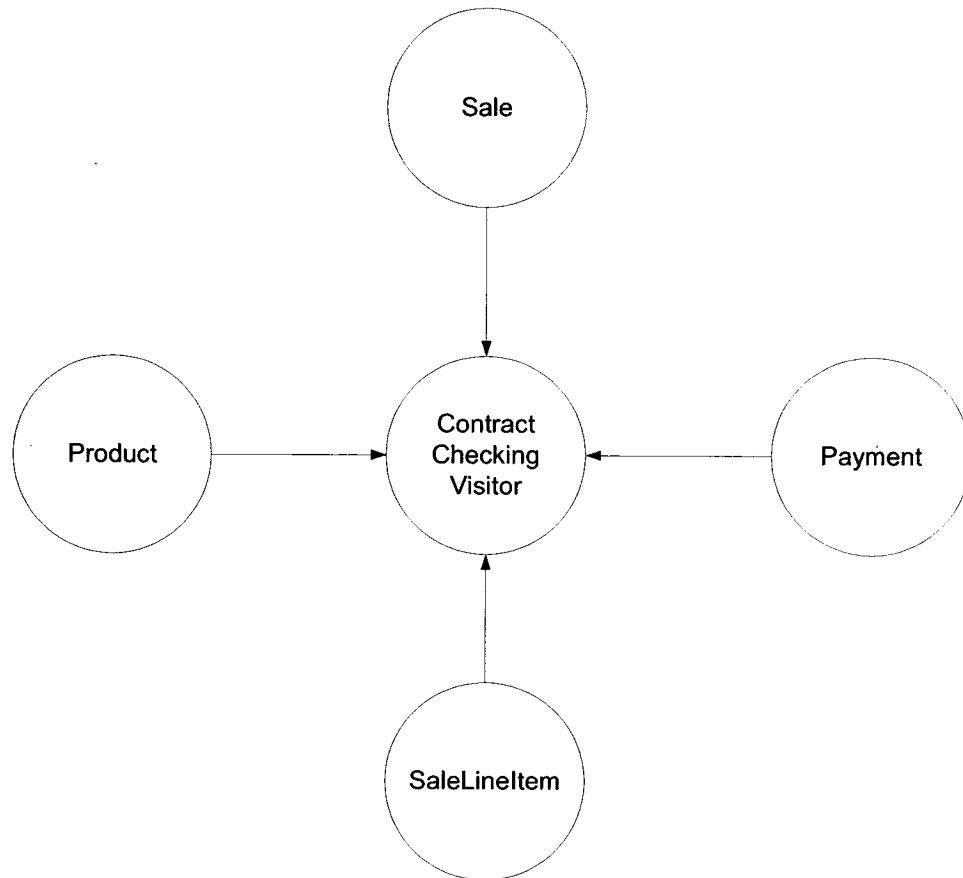 Sale
Product
Contract
Checking
Visitor
Payment
SaleLineItem